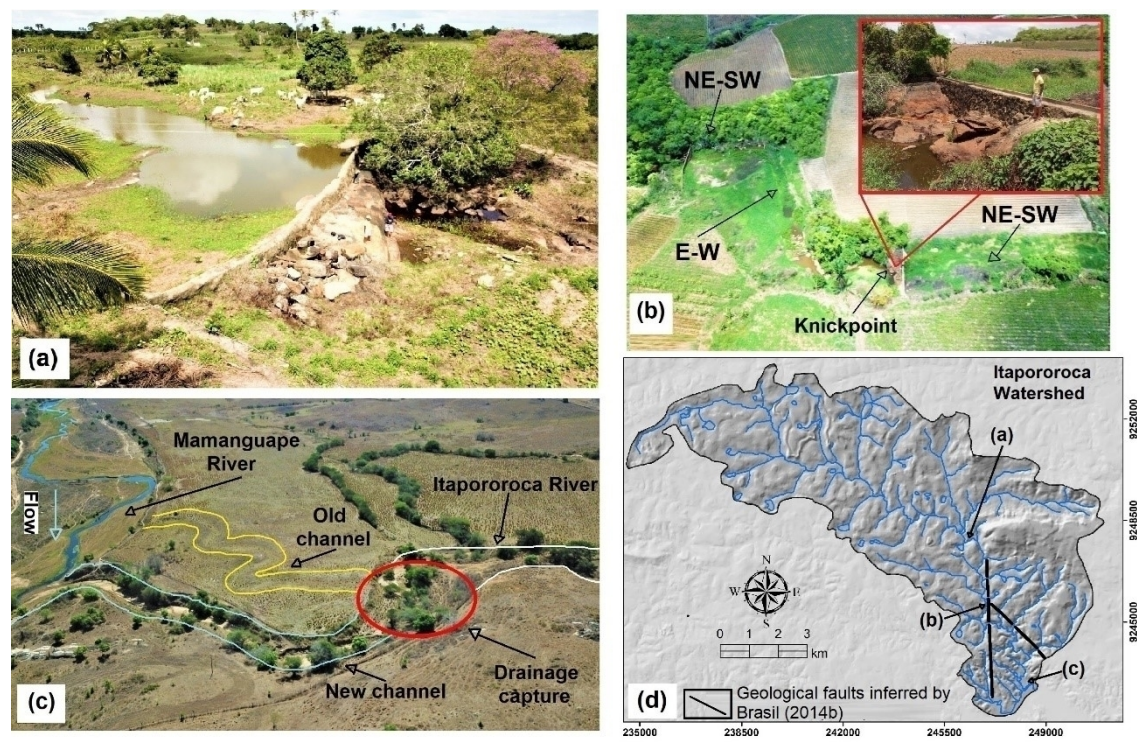 (a)
NE-SW
E-W
NE-SW
Knickpoint
(b)
Mamanguape
River
Itapororoca River
Flow
Old
channel
New channel
Drainage
capture
(c)
Itapororoca
Watershed
(a)
(b)
(c)
N
W E
S
0 1 2 3
km
Geological faults inferred by
Brasil (2014b)
(d)
9252000
9248500
9245000
235000 238500 242000 245500 249000